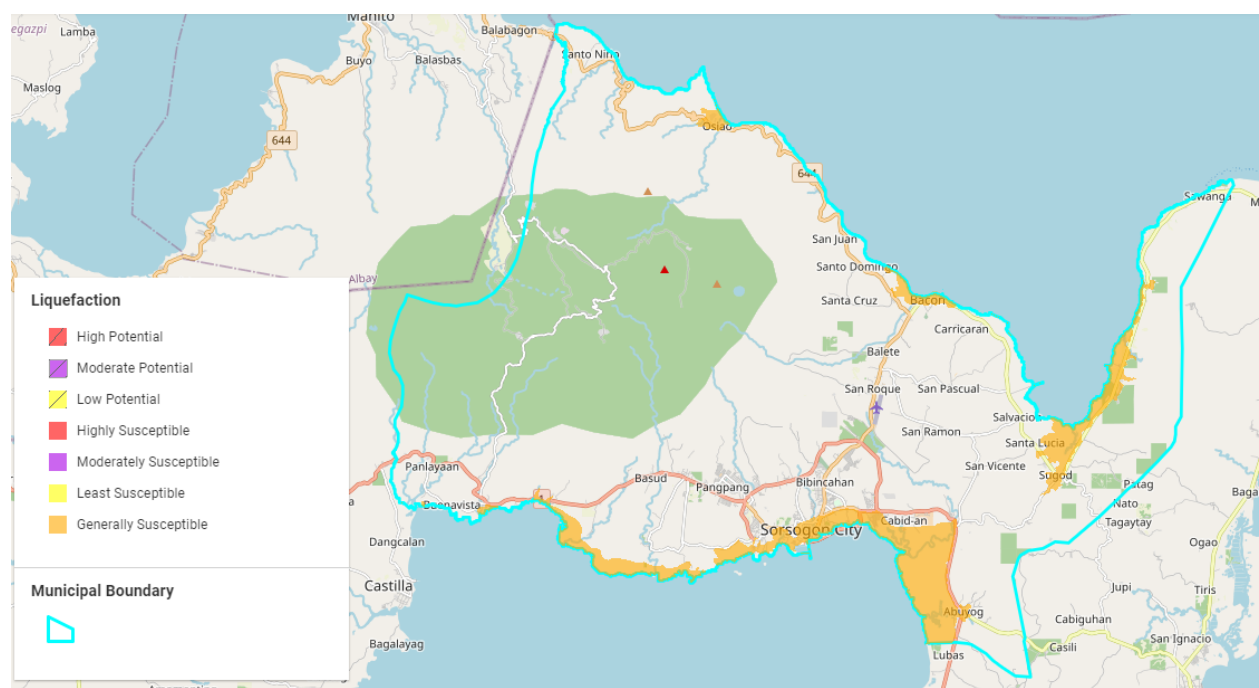 Manito
Balabagon
egazpi
Lamba
Santo Nino
Buyo
Balasbas
Maslog
644
Oslao
644
Sawanga
San Juan
Albay
Santo Domingo
Santa Cruz
Bacon
Carricaran
Balete
San Roque
San Pascual
Salvacion
San Ramon
Santa Lucia
Panlayaan
San Vicente
Sugod
Basud
Bibincahan
Pangpang
Patag
Buenavista
1
Nato
Baga
Sorsogon City
Cabid-an
Tagaytay
Dangcalan
Ogao
Castilla
Jupi
Tiris
Abuyog
Cabiguhan
San Ignacio
Bagalayag
Lubas
Casili
Liquefaction
High Potential
Moderate Potential
Low Potential
Highly Susceptible
Moderately Susceptible
Least Susceptible
Generally Susceptible
Municipal Boundary